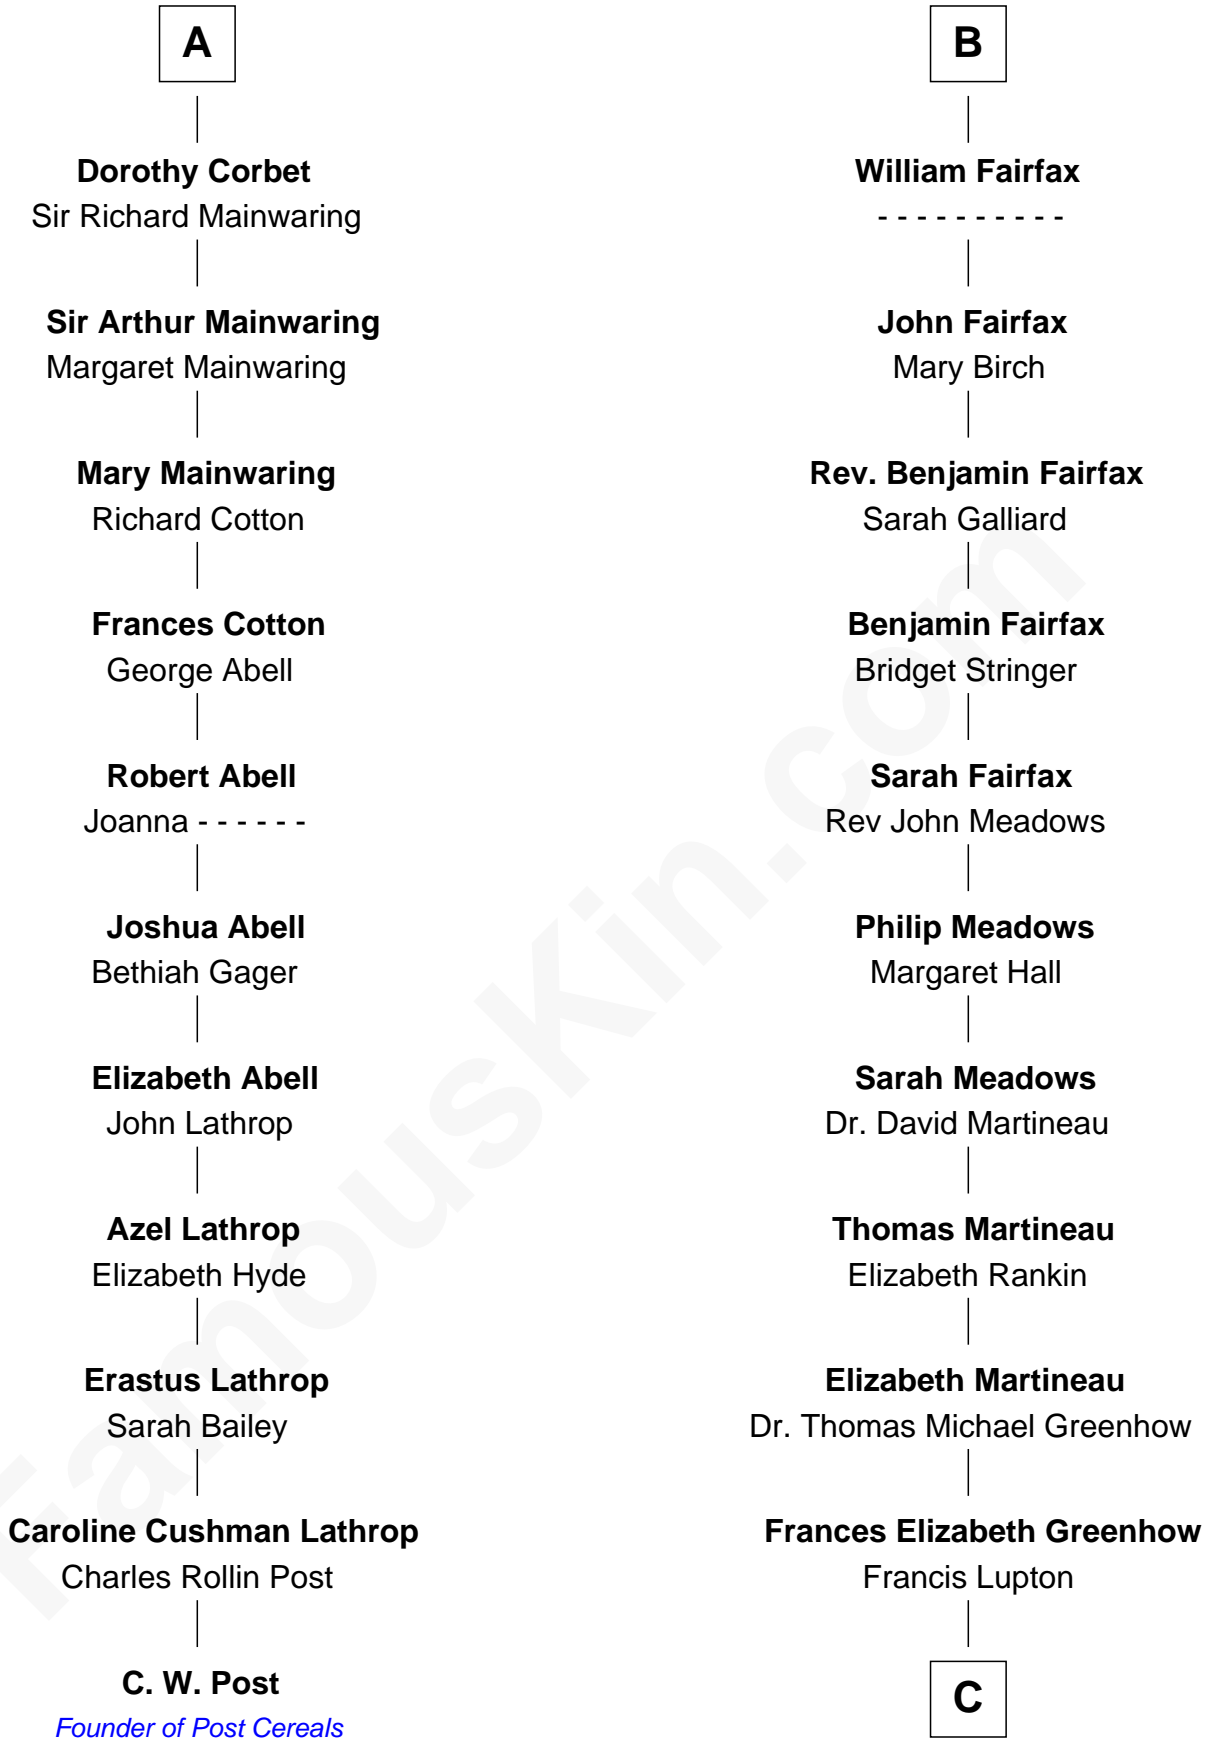 A
Dorothy Corbet
Sir Richard Mainwaring
Sir Arthur Mainwaring
Margaret Mainwaring
Mary Mainwaring
Richard Cotton
Frances Cotton
George Abell
Robert Abell
Joanna - - - - - -
Joshua Abell
Bethiah Gager
Elizabeth Abell
John Lathrop
Azel Lathrop
Elizabeth Hyde
Erastus Lathrop
Sarah Bailey
Caroline Cushman Lathrop
Charles Rollin Post
C. W. Post
Founder of Post Cereals
B
William Fairfax
- - - - - - - - - -
John Fairfax
Mary Birch
Rev. Benjamin Fairfax
Sarah Galliard
Benjamin Fairfax
Bridget Stringer
Sarah Fairfax
Rev John Meadows
Philip Meadows
Margaret Hall
Sarah Meadows
Dr. David Martineau
Thomas Martineau
Elizabeth Rankin
Elizabeth Martineau
Dr. Thomas Michael Greenhow
Frances Elizabeth Greenhow
Francis Lupton
C
FamousKin.com